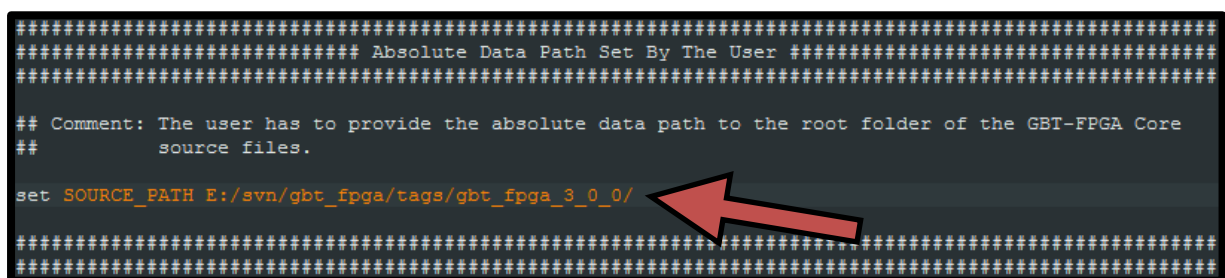 ####################################################################################################
############################# Absolute Data Path Set By The User ####################################
####################################################################################################
## Comment: The user has to provide the absolute data path to the root folder of the GBT-FPGA Core
##          source files.
set SOURCE_PATH E:/svn/gbt_fpga/tags/gbt_fpga_3_0_0/
####################################################################################################
####################################################################################################